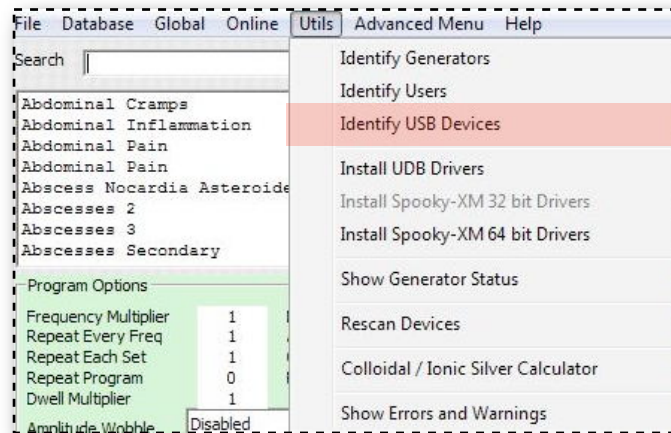 File Database Global Online Utils Advanced Menu Help
Search
Identify Generators
Identify Users
Identify USB Devices
Install UDB Drivers
Install Spooky-XM 32 bit Drivers
Install Spooky-XM 64 bit Drivers
Show Generator Status
Rescan Devices
Colloidal / Ionic Silver Calculator
Show Errors and Warnings
Abdominal Cramps
Abdominal Inflammation
Abdominal Pain
Abdominal Pain
Abscess Nocardia Asteroide
Abscesses 2
Abscesses 3
Abscesses Secondary
Program Options
Frequency Multiplier 1
Repeat Every Freq 1
Repeat Each Set 1
Repeat Program 0
Dwell Multiplier 1
Amplitude Wobble Disabled